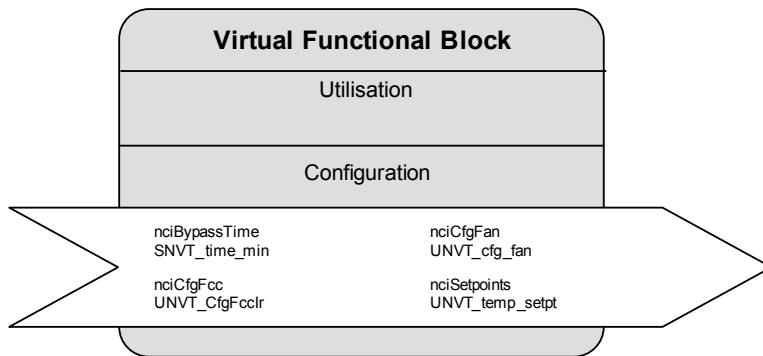 Virtual Functional Block
Utilisation
Configuration
nciBypassTime
SNVT_time_min
nciCfgFan
UNVT_cfg_fan
nciCfgFcc
UNVT_CfgFcclr
nciSetpoints
UNVT_temp_setpt